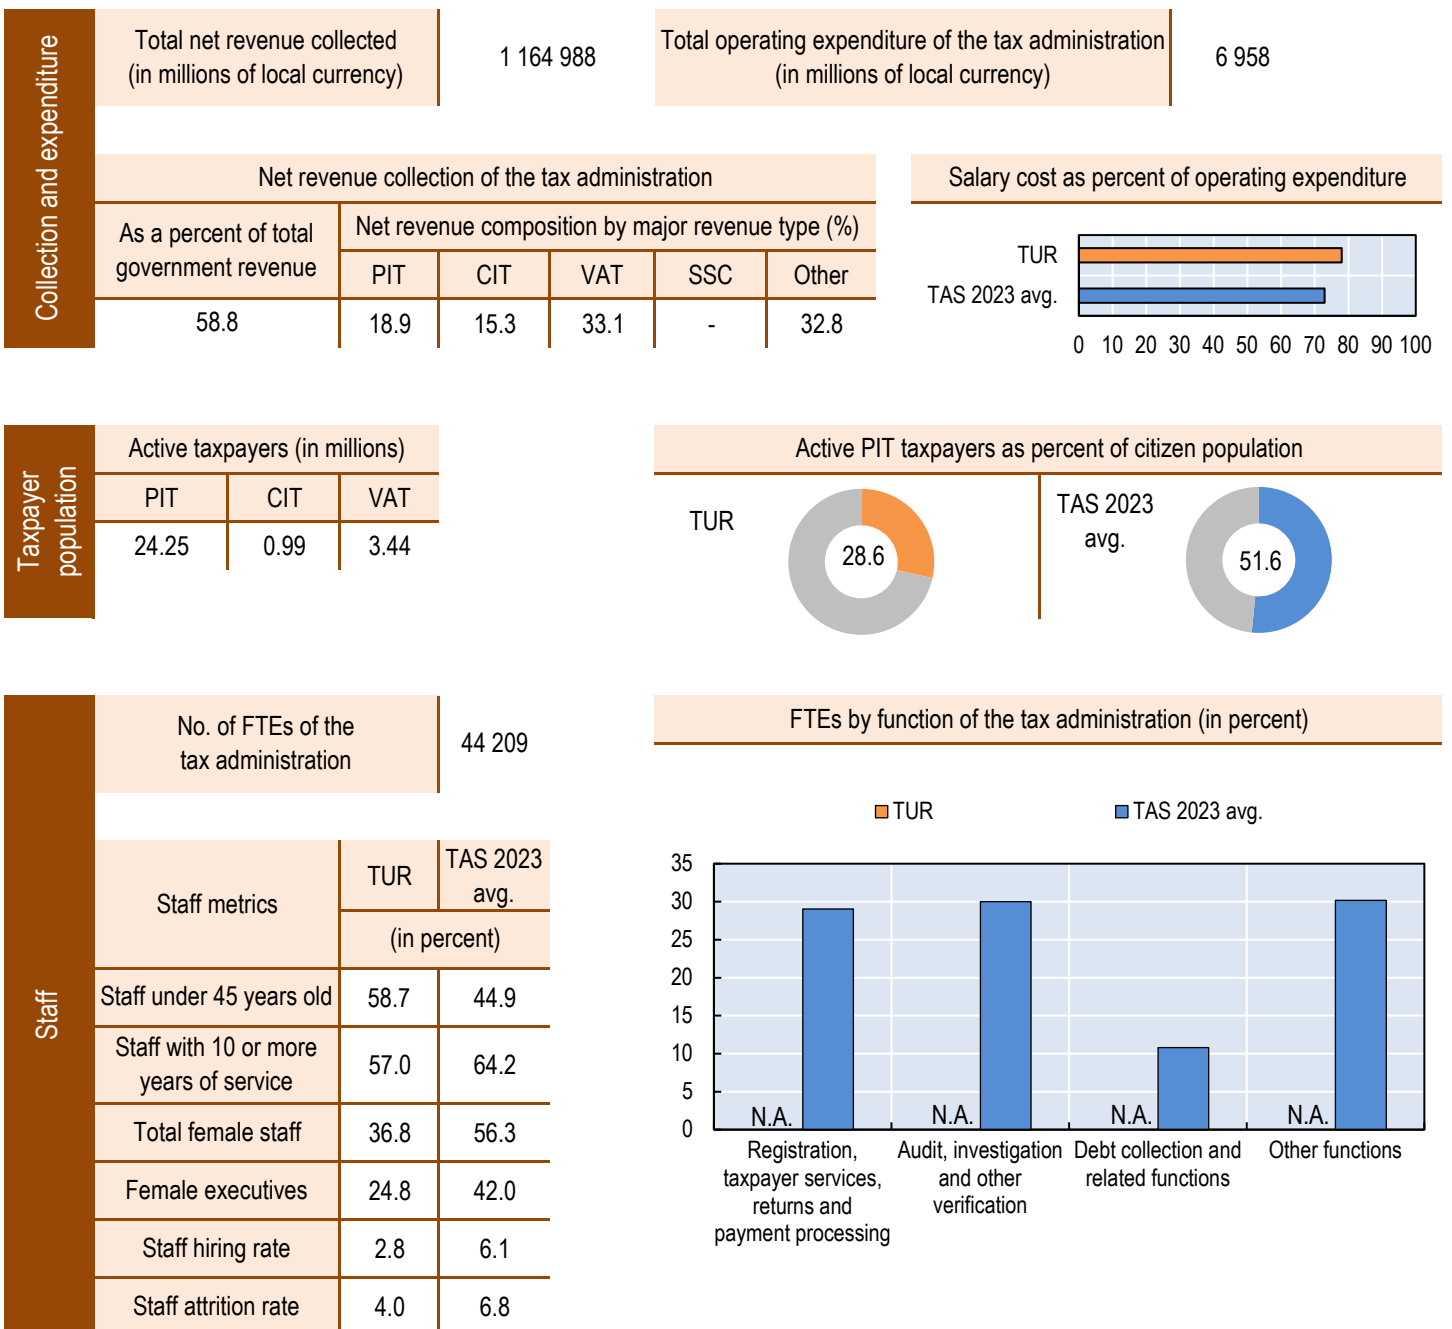 Collection and expenditure
Total net revenue collected
(in millions of local currency)
1 164 988
Total operating expenditure of the tax administration
(in millions of local currency)
6 958
Net revenue collection of the tax administration
As a percent of total
government revenue
Net revenue composition by major revenue type (%)
PIT CIT VAT SSC Other
58.8 18.9 15.3 33.1 - 32.8
Salary cost as percent of operating expenditure
TUR
TAS 2023 avg.
0 10 20 30 40 50 60 70 80 90 100
Taxpayer
population
Active taxpayers (in millions)
PIT CIT VAT
24.25 0.99 3.44
Active PIT taxpayers as percent of citizen population
TUR
28.6
TAS 2023
avg.
51.6
Staff
No. of FTEs of the
tax administration
44 209
Staff metrics
TUR
TAS 2023
avg.
(in percent)
Staff under 45 years old 58.7 44.9
Staff with 10 or more
years of service
57.0 64.2
Total female staff 36.8 56.3
Female executives 24.8 42.0
Staff hiring rate 2.8 6.1
Staff attrition rate 4.0 6.8
FTEs by function of the tax administration (in percent)
TUR
TAS 2023 avg.
35
30
25
20
15
10
5
0
N.A. N.A. N.A. N.A.
Registration,
taxpayer services,
returns and
payment processing
Audit, investigation
and other
verification
Debt collection and
related functions
Other functions